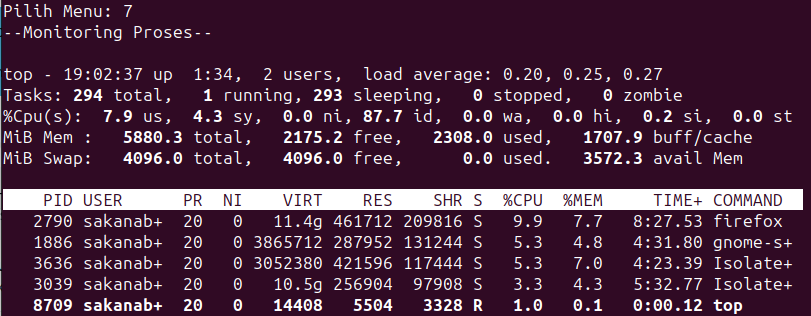 Pilih Menu: 7
--Monitoring Proses--
top - 19:02:37 up  1:34,  2 users,  load average: 0.20, 0.25, 0.27
Tasks: 294 total,   1 running, 293 sleeping,   0 stopped,   0 zombie
%Cpu(s):  7.9 us,  4.3 sy,  0.0 ni, 87.7 id,  0.0 wa,  0.0 hi,  0.2 si,  0.0 st
MiB Mem :   5880.3 total,   2175.2 free,   2308.0 used,   1707.9 buff/cache
MiB Swap:   4096.0 total,   4096.0 free,      0.0 used.   3572.3 avail Mem
PID USER      PR  NI    VIRT    RES    SHR S  %CPU  %MEM     TIME+ COMMAND
2790 sakanab+  20   0   11.4g 461712 209816 S   9.9   7.7   8:27.53 firefox
1886 sakanab+  20   0 3865712 287952 131244 S   5.3   4.8   4:31.80 gnome-s+
3636 sakanab+  20   0 3052380 421596 117444 S   5.3   7.0   4:23.39 Isolate+
3039 sakanab+  20   0   10.5g 256904  97908 S   3.3   4.3   5:32.77 Isolate+
8709 sakanab+  20   0   14408   5504   3328 R   1.0   0.1   0:00.12 top